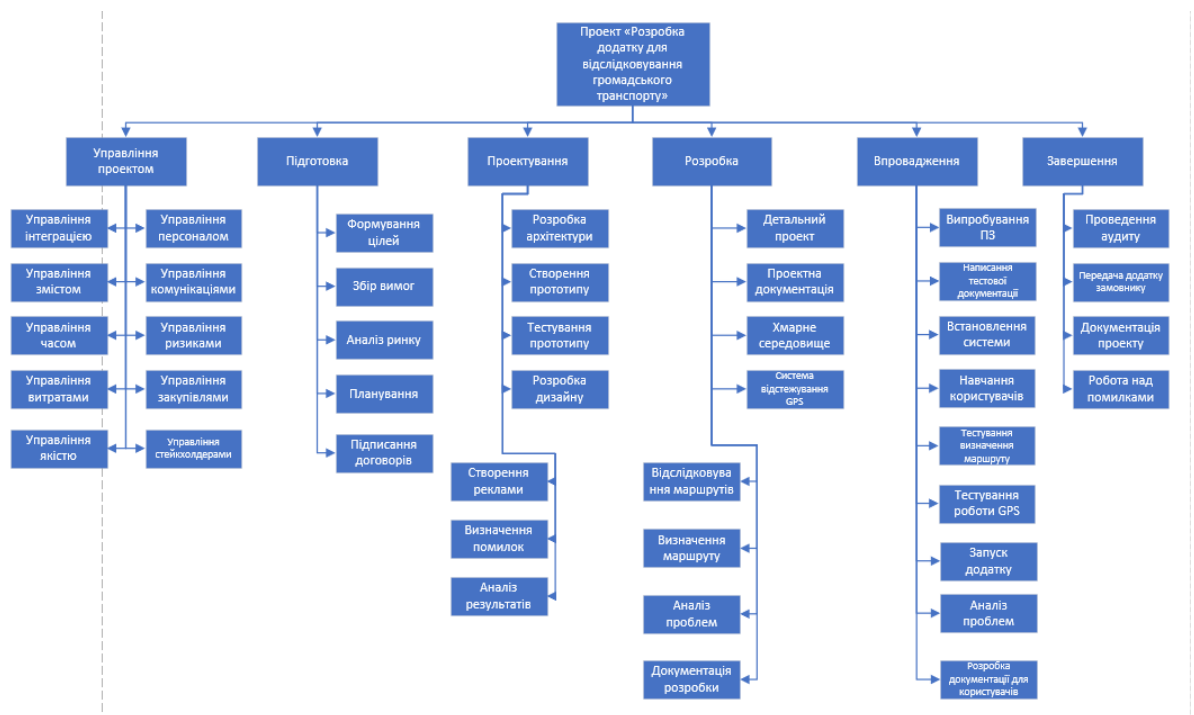 Проект «Розробка
додатку для
відслідковування
громадського
транспорту»
Управління
проектом
Підготовка
Проектування
Розробка
Впровадження
Завершення
Управління
інтеграцією
Управління
змістом
Управління
часом
Управління
витратами
Управління
якістю
Управління
персоналом
Управління
комунікаціями
Управління
ризиками
Управління
закупівлями
Управління
стейкхолдерами
Формування
цілей
Збір вимог
Аналіз ринку
Планування
Підписання
договорів
Розробка
архітектури
Створення
прототипу
Тестування
прототипу
Розробка
дизайну
Створення
реклами
Визначення
помилок
Аналіз
результатів
Детальний
проект
Проектна
документація
Хмарне
середовище
Система
відстежування
GPS
Відслідковува
ння маршрутів
Визначення
маршруту
Аналіз
проблем
Документація
розробки
Випробування
ПЗ
Написання
тестової
документації
Встановлення
системи
Навчання
користувачів
Тестування
визначення
маршруту
Тестування
роботи GPS
Запуск
додатку
Аналіз
проблем
Розробка
документації для
користувачів
Проведення
аудиту
Передача додатку
замовнику
Документація
проекту
Робота над
помилками